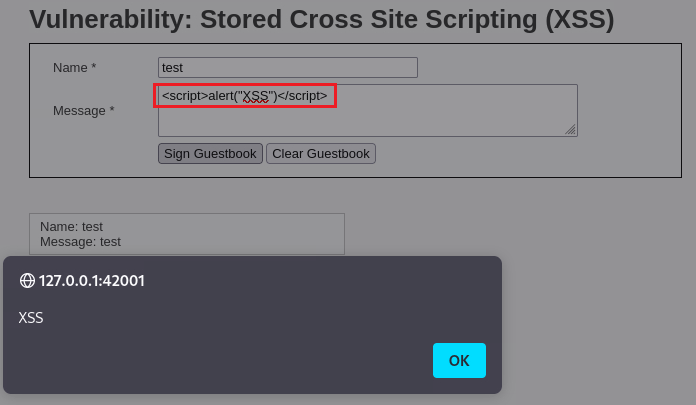 Vulnerability: Stored Cross Site Scripting (XSS)
Name * test
Message * <script>alert("XSS")</script>
Sign Guestbook Clear Guestbook
Name: test
Message: test
127.0.0.1:42001
XSS
OK